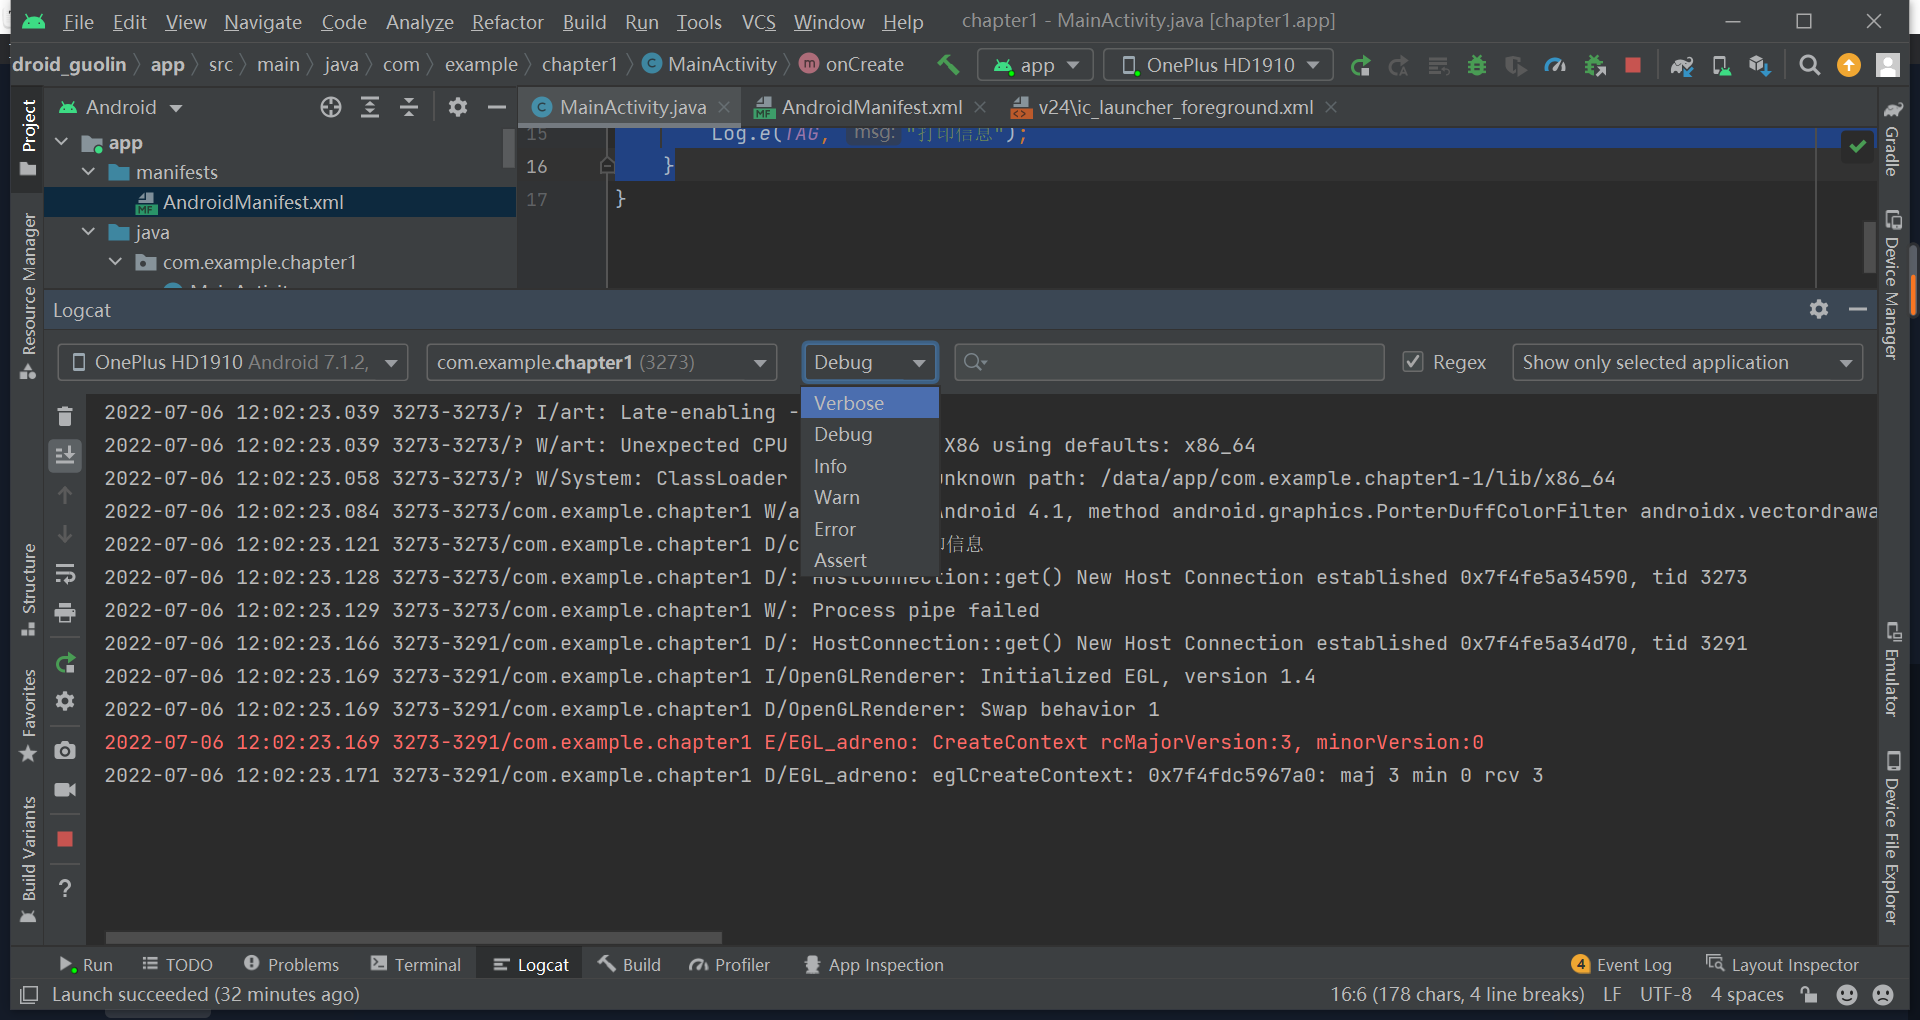 File Edit View Navigate Code Analyze Refactor Build Run Tools VCS Window Help chapter1 - MainActivity.java [chapter1.app]
droid_guolin app src main java com example chapter1 MainActivity onCreate app OnePlus HD1910
Project
Resource Manager
Structure
Favorites
Build Variants
Android
app
manifests
AndroidManifest.xml
java
com.example.chapter1
MainActivity.java AndroidManifest.xml v24\ic_launcher_foreground.xml
15 Log.e(TAG, msg: "打印信息");
16 }
17 }
Gradle
Device Manager
Emulator
Device File Explorer
Logcat
OnePlus HD1910 Android 7.1.2, com.example.chapter1 (3273) Debug Regex Show only selected application
Verbose
Debug
Info
Warn
Error
Assert
2022-07-06 12:02:23.039 3273-3273/? I/art: Late-enabling -
2022-07-06 12:02:23.039 3273-3273/? W/art: Unexpected CPU X86 using defaults: x86_64
2022-07-06 12:02:23.058 3273-3273/? W/System: ClassLoader nknown path: /data/app/com.example.chapter1-1/lib/x86_64
2022-07-06 12:02:23.084 3273-3273/com.example.chapter1 W/a ndroid 4.1, method android.graphics.PorterDuffColorFilter androidx.vectordrawa
2022-07-06 12:02:23.121 3273-3273/com.example.chapter1 D/c 信息
2022-07-06 12:02:23.128 3273-3273/com.example.chapter1 D/: HostConnection::get() New Host Connection established 0x7f4fe5a34590, tid 3273
2022-07-06 12:02:23.129 3273-3273/com.example.chapter1 W/: Process pipe failed
2022-07-06 12:02:23.166 3273-3291/com.example.chapter1 D/: HostConnection::get() New Host Connection established 0x7f4fe5a34d70, tid 3291
2022-07-06 12:02:23.169 3273-3291/com.example.chapter1 I/OpenGLRenderer: Initialized EGL, version 1.4
2022-07-06 12:02:23.169 3273-3291/com.example.chapter1 D/OpenGLRenderer: Swap behavior 1
2022-07-06 12:02:23.169 3273-3291/com.example.chapter1 E/EGL_adreno: CreateContext rcMajorVersion:3, minorVersion:0
2022-07-06 12:02:23.171 3273-3291/com.example.chapter1 D/EGL_adreno: eglCreateContext: 0x7f4fdc5967a0: maj 3 min 0 rcv 3
Run TODO Problems Terminal Logcat Build Profiler App Inspection 4 Event Log Layout Inspector
Launch succeeded (32 minutes ago) 16:6 (178 chars, 4 line breaks) LF UTF-8 4 spaces